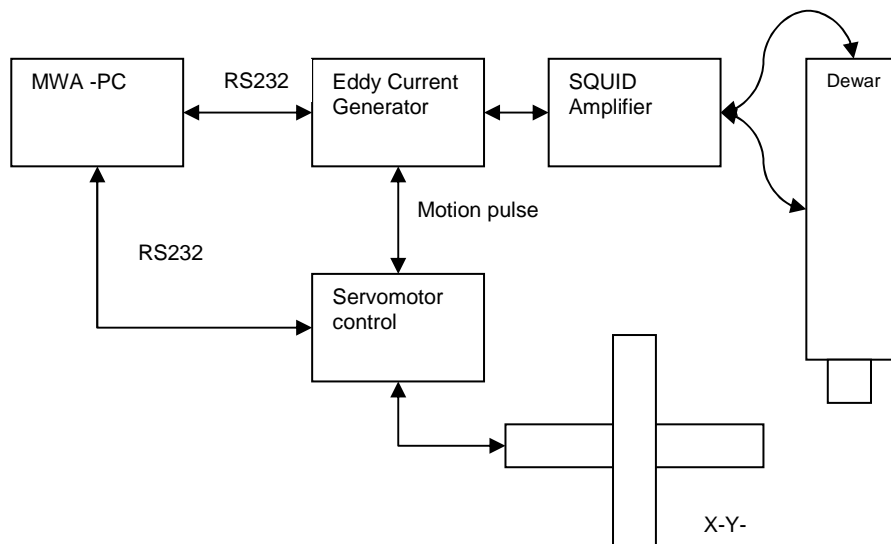 MWA -PC
RS232
Eddy Current
Generator
SQUID
Amplifier
Dewar
Motion pulse
RS232
Servomotor
control
X-Y-